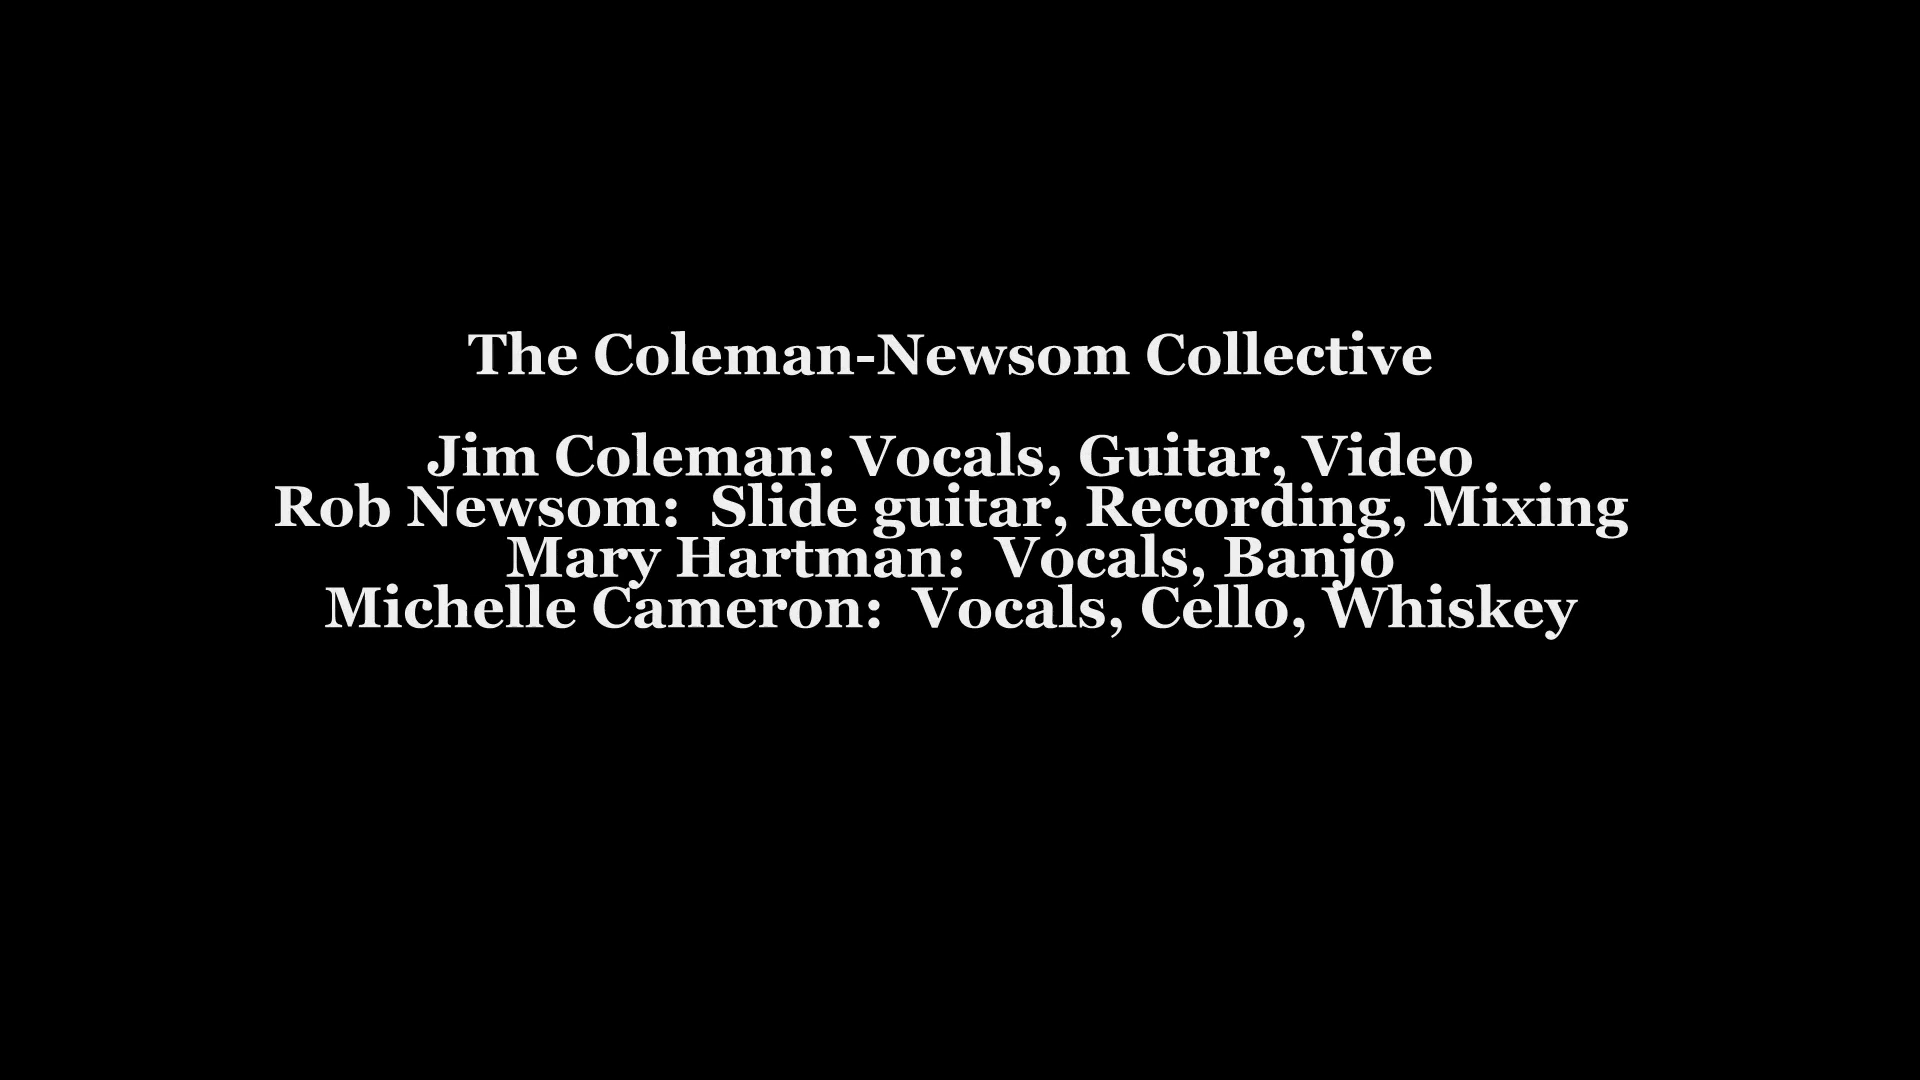 The Coleman-Newsom Collective
Jim Coleman: Vocals, Guitar, Video
Rob Newsom:  Slide guitar, Recording, Mixing
Mary Hartman:  Vocals, Banjo
Michelle Cameron:  Vocals, Cello, Whiskey